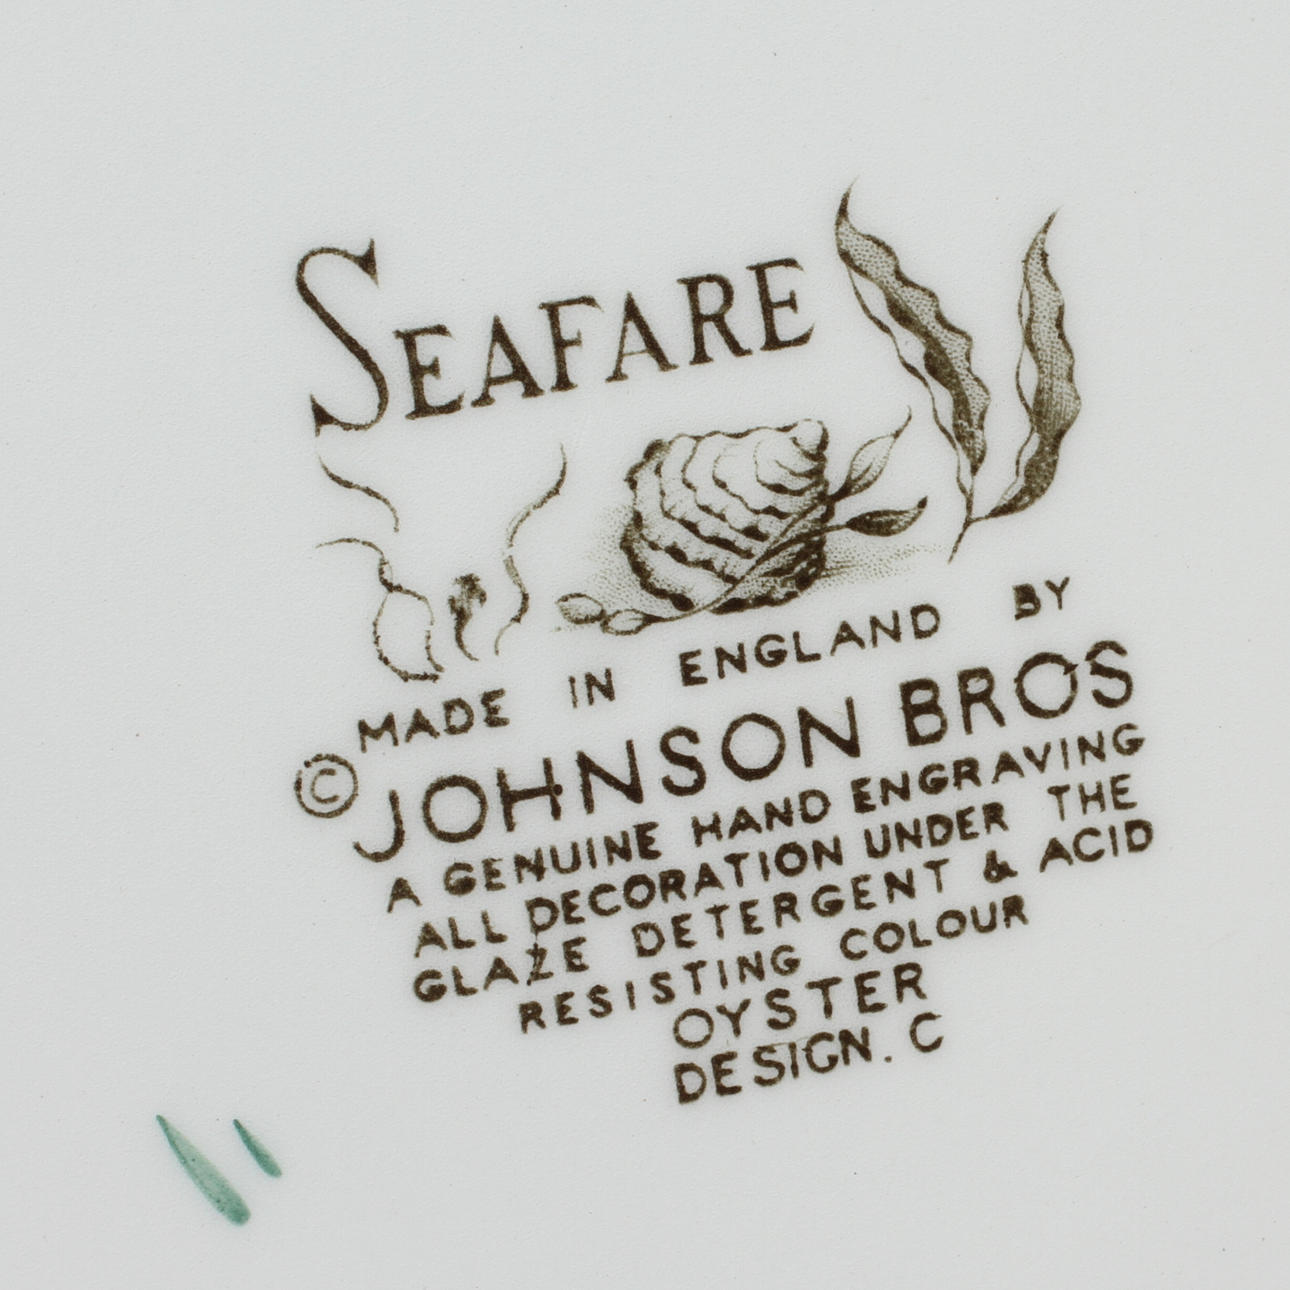 SEAFARE
MADE IN ENGLAND BY
© JOHNSON BROS
A GENUINE HAND ENGRAVING
ALL DECORATION UNDER THE
GLAZE DETERGENT & ACID
RESISTING COLOUR
OYSTER
DESIGN. C